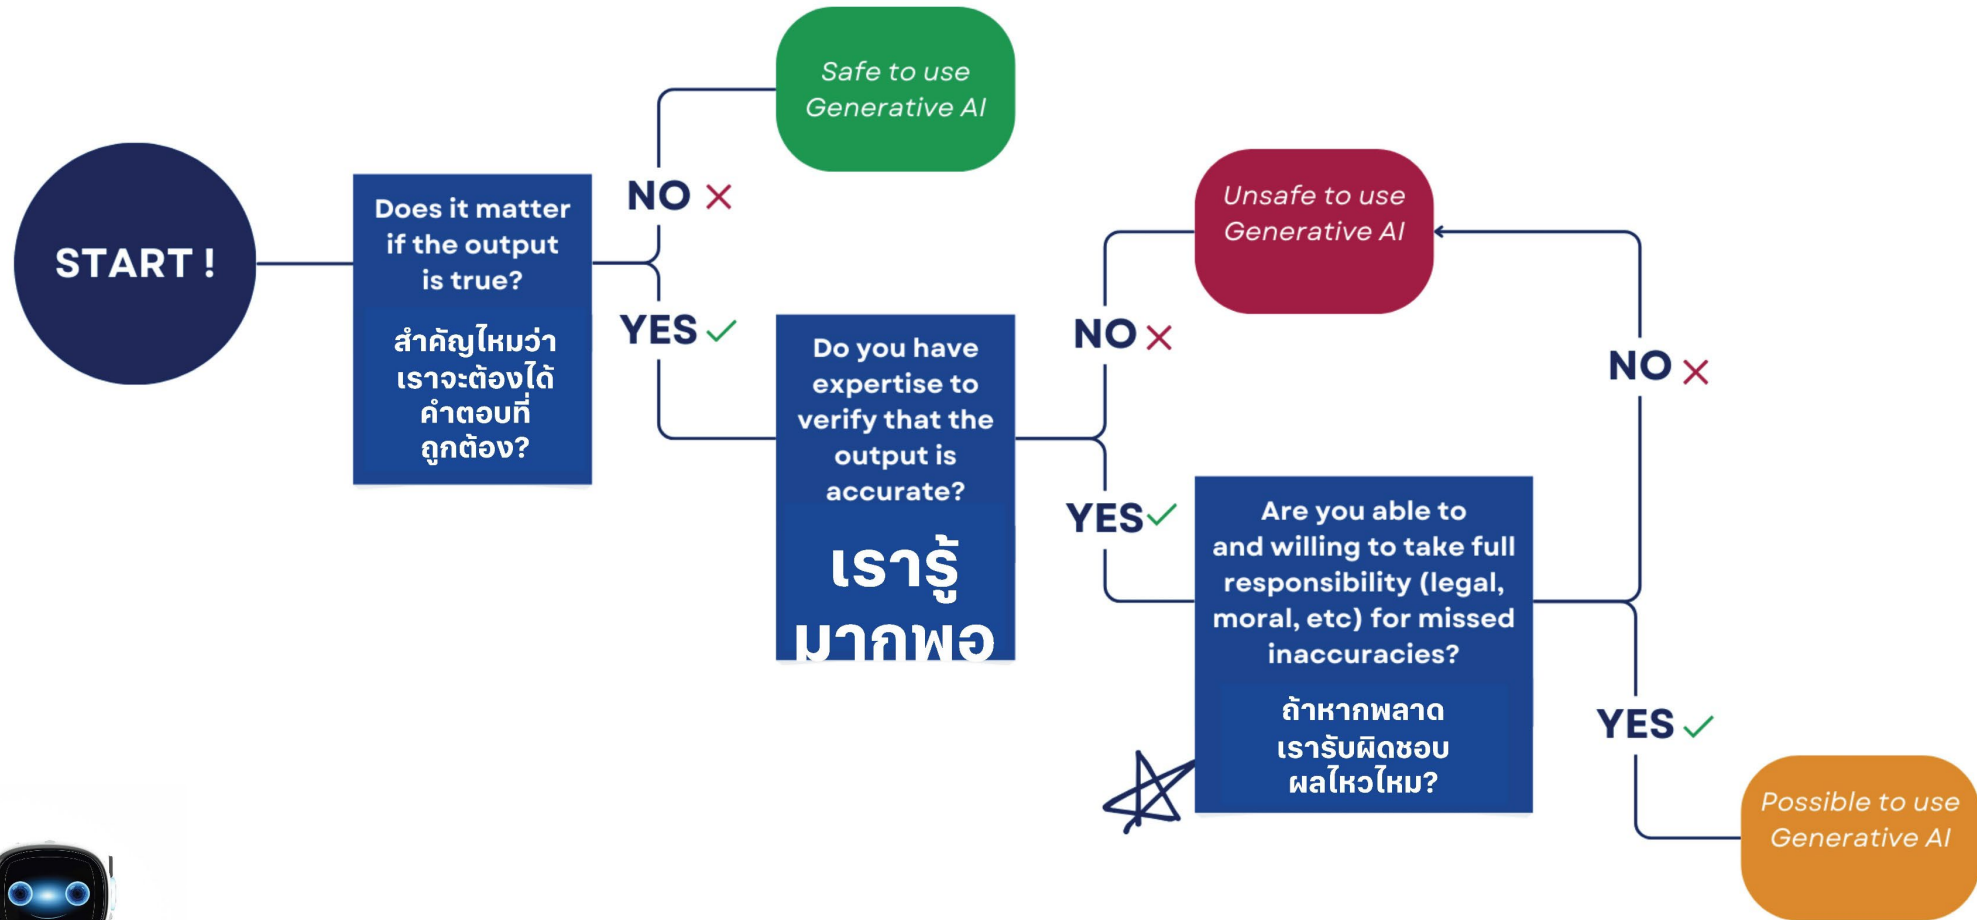 START !
Does it matter
if the output
is true?
สำคัญไหมว่า
เราจะต้องได้
คำตอบที่
ถูกต้อง?
NO
Safe to use
Generative AI
YES
Do you have
expertise to
verify that the
output is
accurate?
เรารู้
มากพอ
NO
Unsafe to use
Generative AI
YES
Are you able to
and willing to take full
responsibility (legal,
moral, etc) for missed
inaccuracies?
ถ้าหากพลาด
เรารับผิดชอบ
ผลไหวไหม?
NO
YES
Possible to use
Generative AI